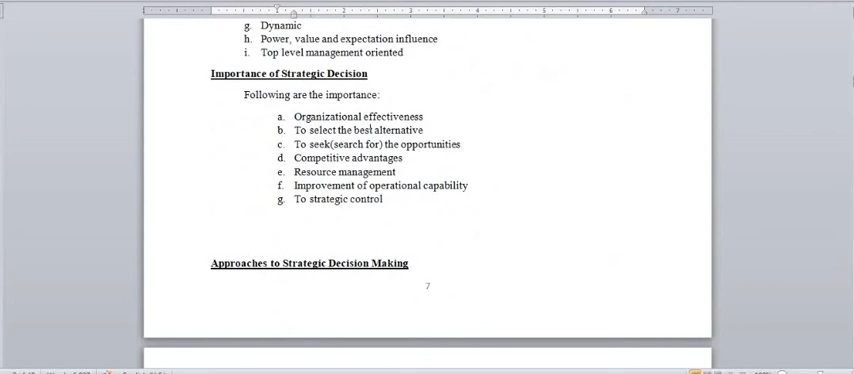 g. Dynamic
h. Power, value and expectation influence
i. Top level management oriented
Importance of Strategic Decision
Following are the importance:
a. Organizational effectiveness
b. To select the best alternative
c. To seek(search for) the opportunities
d. Competitive advantages
e. Resource management
f. Improvement of operational capability
g. To strategic control
Approaches to Strategic Decision Making
7